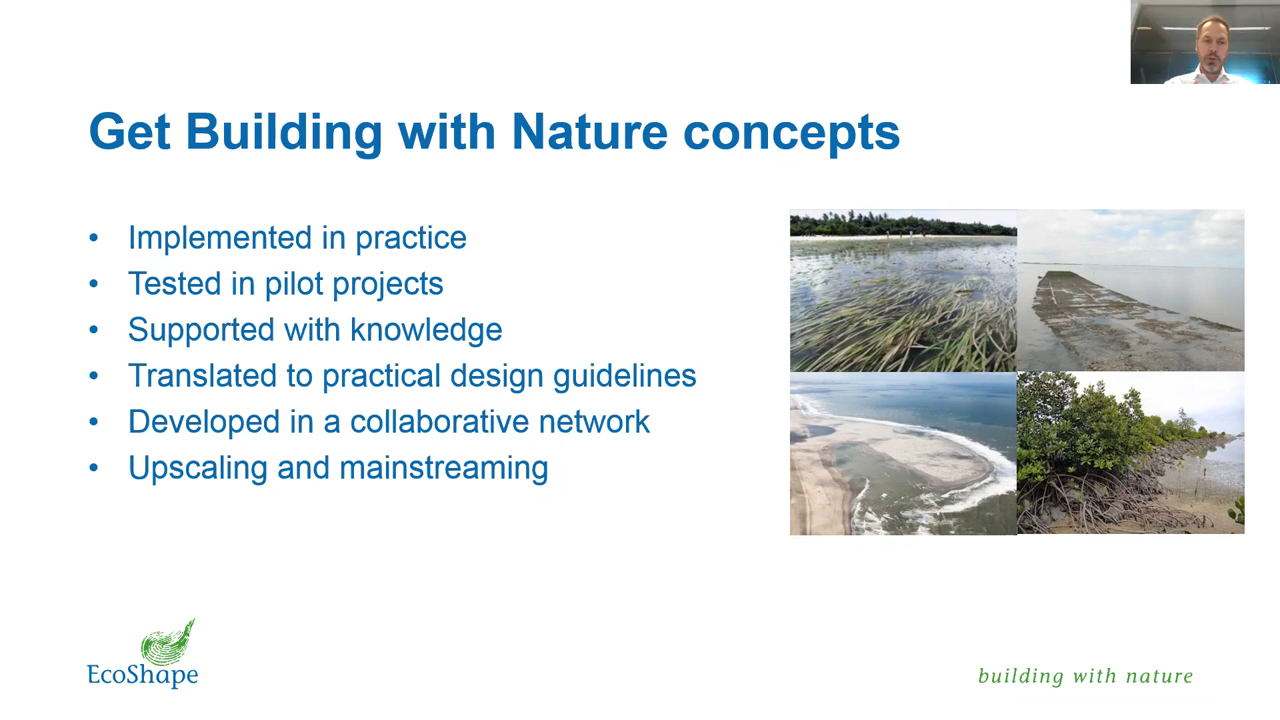 Get Building with Nature concepts
• Implemented in practice
• Tested in pilot projects
• Supported with knowledge
• Translated to practical design guidelines
• Developed in a collaborative network
• Upscaling and mainstreaming
EcoShape
building with nature